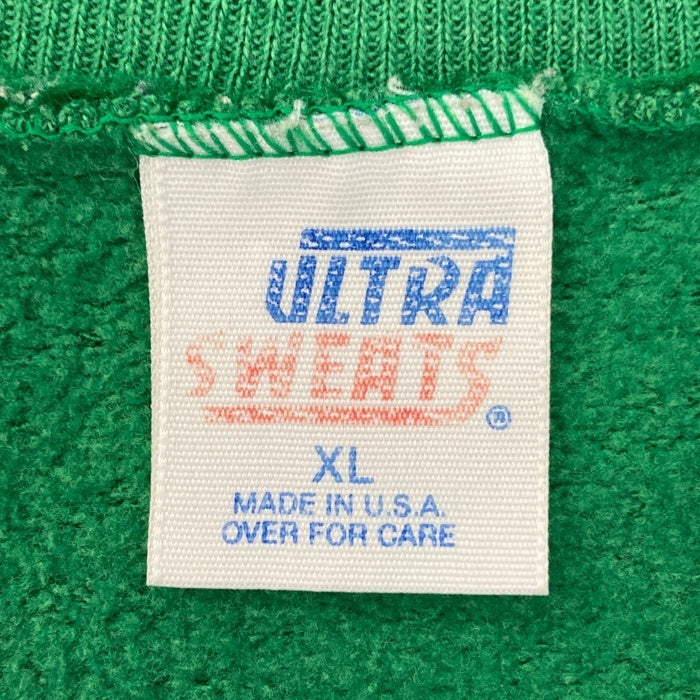 ULTRA
SWEATS®
XL
MADE IN U.S.A.
OVER FOR CARE